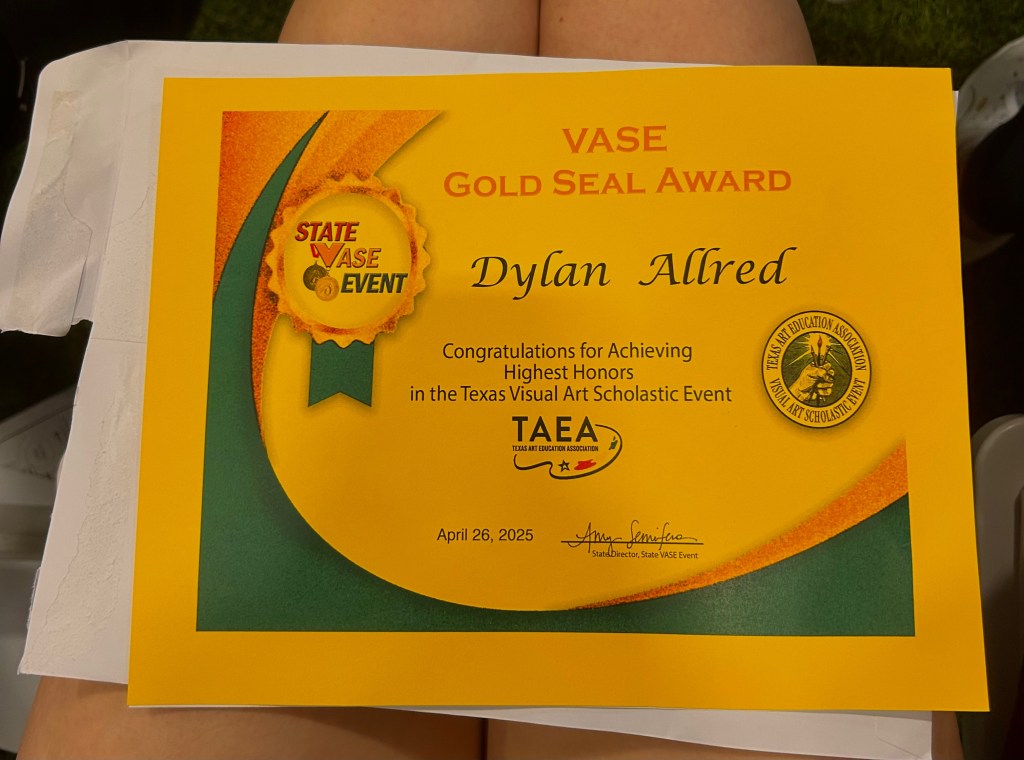 VASE
GOLD SEAL AWARD
STATE
VASE
EVENT
Dylan Allred
Congratulations for Achieving
Highest Honors
in the Texas Visual Art Scholastic Event
TEXAS ART EDUCATION ASSOCIATION
VISUAL ART SCHOLASTIC EVENT
TAEA
TEXAS ART EDUCATION ASSOCIATION
April 26, 2025
State Director, State VASE Event